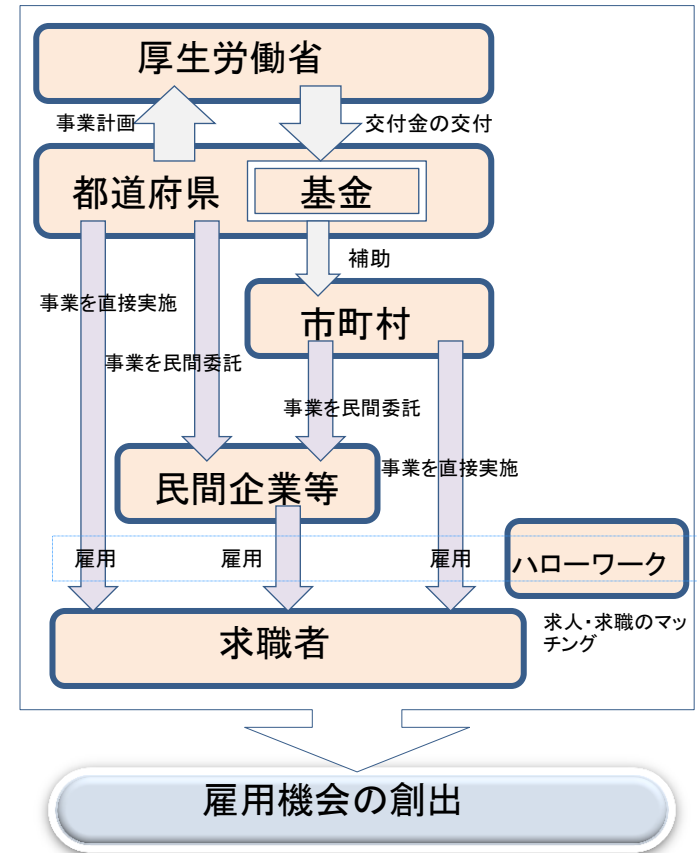 厚生労働省
事業計画
交付金の交付
都道府県
基金
補助
事業を直接実施
市町村
事業を民間委託
事業を民間委託
事業を直接実施
民間企業等
雇用
雇用
雇用
ハローワーク
求人・求職のマッ
チング
求職者
雇用機会の創出